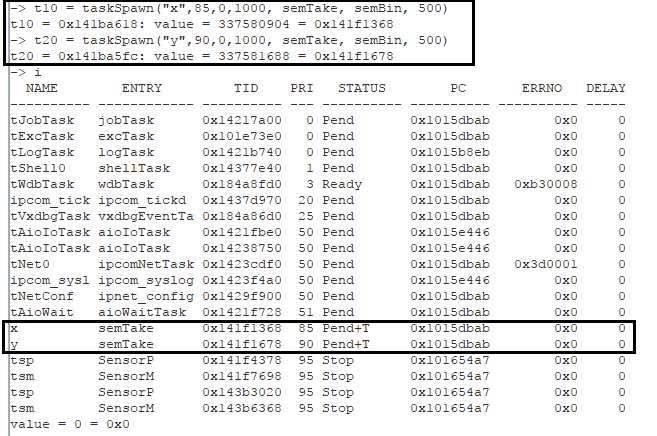 -> t10 = taskSpawn("x",85,0,1000, semTake, semBin, 500)
t10 = 0x141ba618: value = 337580904 = 0x141f1368
-> t20 = taskSpawn("y",90,0,1000, semTake, semBin, 500)
t20 = 0x141ba5fc: value = 337581688 = 0x141f1678
-> i
NAME ENTRY TID PRI STATUS PC ERRNO DELAY
---------- ------------ ---------- --- ---------- ---------- -------- -----
tJobTask jobTask 0x14217a00 0 Pend 0x1015dbab 0x0 0
tExcTask excTask 0x101e73e0 0 Pend 0x1015dbab 0x0 0
tLogTask logTask 0x1421b740 0 Pend 0x1015b8eb 0x0 0
tShell0 shellTask 0x14377e40 1 Pend 0x1015dbab 0x0 0
tWdbTask wdbTask 0x184a8fd0 3 Ready 0x1015dbab 0xb30008 0
ipcom_tick ipcom_tickd 0x1437d970 20 Pend 0x1015dbab 0x0 0
tVxdbgTask vxdbgEventTa 0x184a86d0 25 Pend 0x1015dbab 0x0 0
tAioIoTask aioIoTask 0x1421fbe0 50 Pend 0x1015e446 0x0 0
tAioIoTask aioIoTask 0x14238750 50 Pend 0x1015e446 0x0 0
tNet0 ipcomNetTask 0x1423cdf0 50 Pend 0x1015dbab 0x3d0001 0
ipcom_sysl ipcom_syslog 0x1423f4a0 50 Pend 0x1015e446 0x0 0
tNetConf ipnet_config 0x1429f900 50 Pend 0x1015dbab 0x0 0
tAioWait aioWaitTask 0x1421f728 51 Pend 0x1015dbab 0x0 0
x semTake 0x141f1368 85 Pend+T 0x1015dbab 0x0 0
y semTake 0x141f1678 90 Pend+T 0x1015dbab 0x0 0
tsp SensorP 0x141f4378 95 Stop 0x101654a7 0x0 0
tsm SensorM 0x141f7698 95 Stop 0x101654a7 0x0 0
tsp SensorP 0x143b3020 95 Stop 0x101654a7 0x0 0
tsm SensorM 0x143b6368 95 Stop 0x101654a7 0x0 0
value = 0 = 0x0